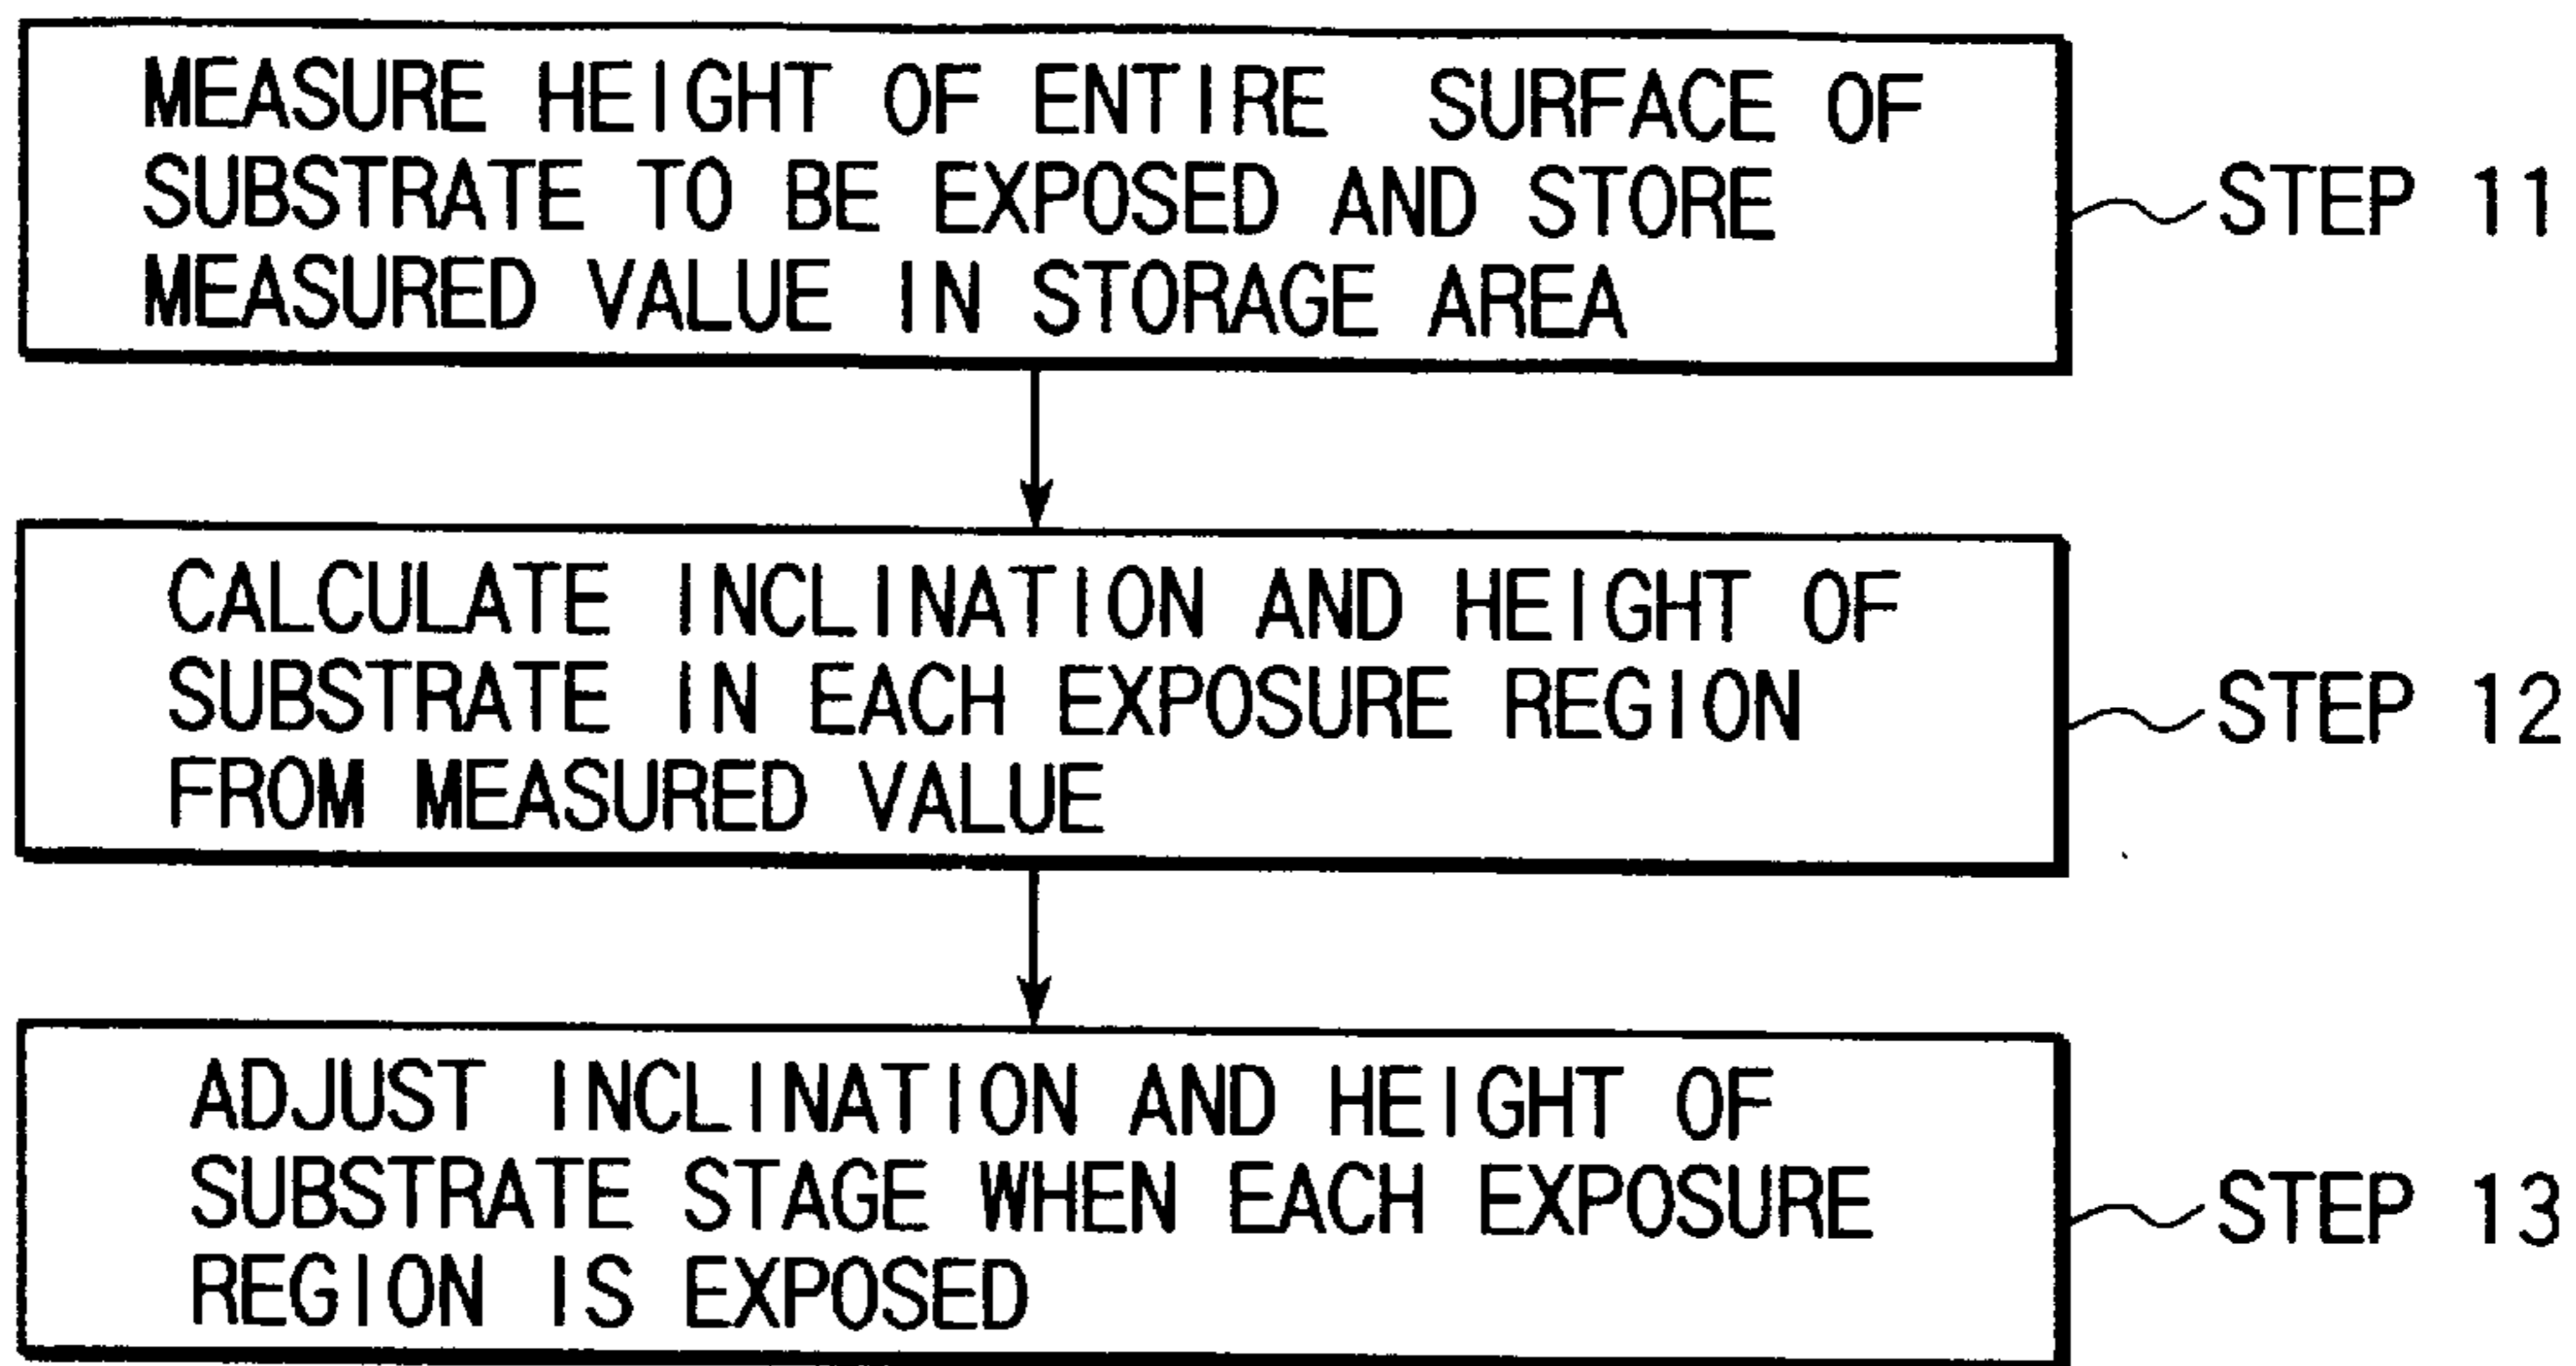 MEASURE HEIGHT OF ENTIRE SURFACE OF
SUBSTRATE TO BE EXPOSED AND STORE
MEASURED VALUE IN STORAGE AREA
STEP 11
CALCULATE INCLINATION AND HEIGHT OF
SUBSTRATE IN EACH EXPOSURE REGION
FROM MEASURED VALUE
STEP 12
ADJUST INCLINATION AND HEIGHT OF
SUBSTRATE STAGE WHEN EACH EXPOSURE
REGION IS EXPOSED
STEP 13